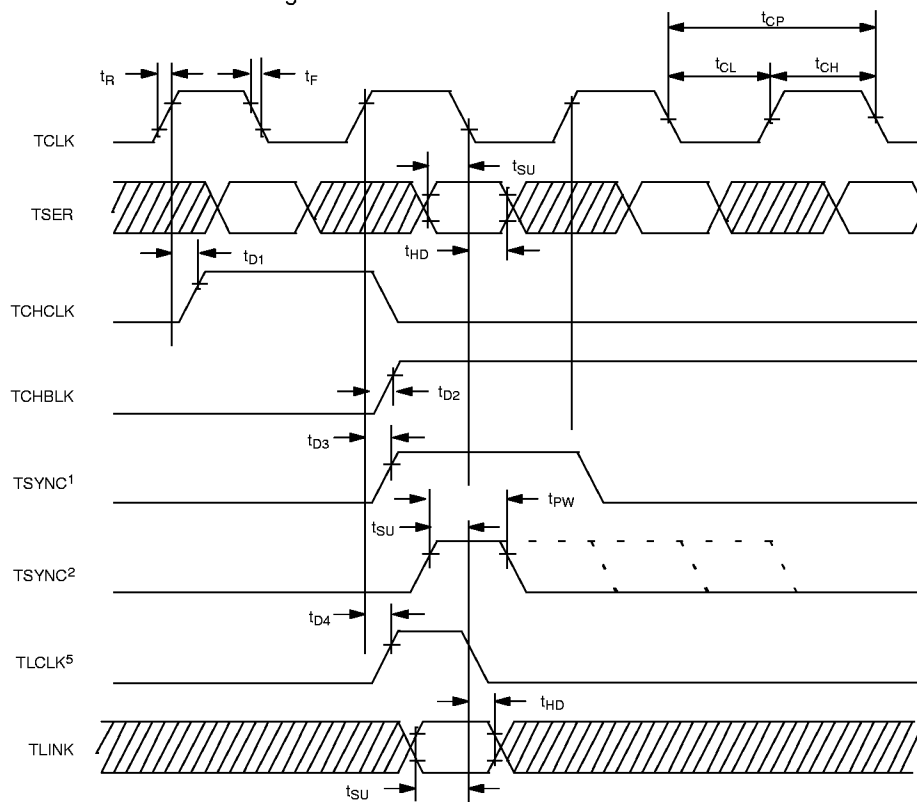 g
tCP
tR
tF
tCL
tCH
TCLK
tSU
TSER
tHD
tD1
TCHCLK
TCHBLK
tD2
tD3
TSYNC1
tPW
tSU
TSYNC2
tD4
TLCLK5
tHD
TLINK
tSU